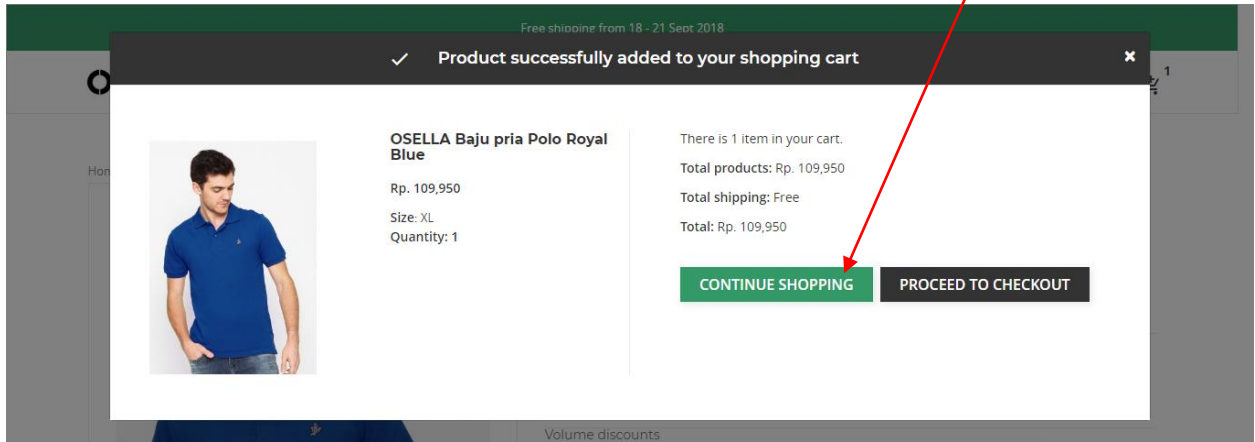 Free shipping from 18 - 21 Sept 2018
Product successfully added to your shopping cart
1
O
OSELLA Baju pria Polo Royal
Blue
Rp. 109,950
Size: XL
Quantity: 1
There is 1 item in your cart.
Total products: Rp. 109,950
Total shipping: Free
Total: Rp. 109,950
CONTINUE SHOPPING
PROCEED TO CHECKOUT
Hom
Volume discounts